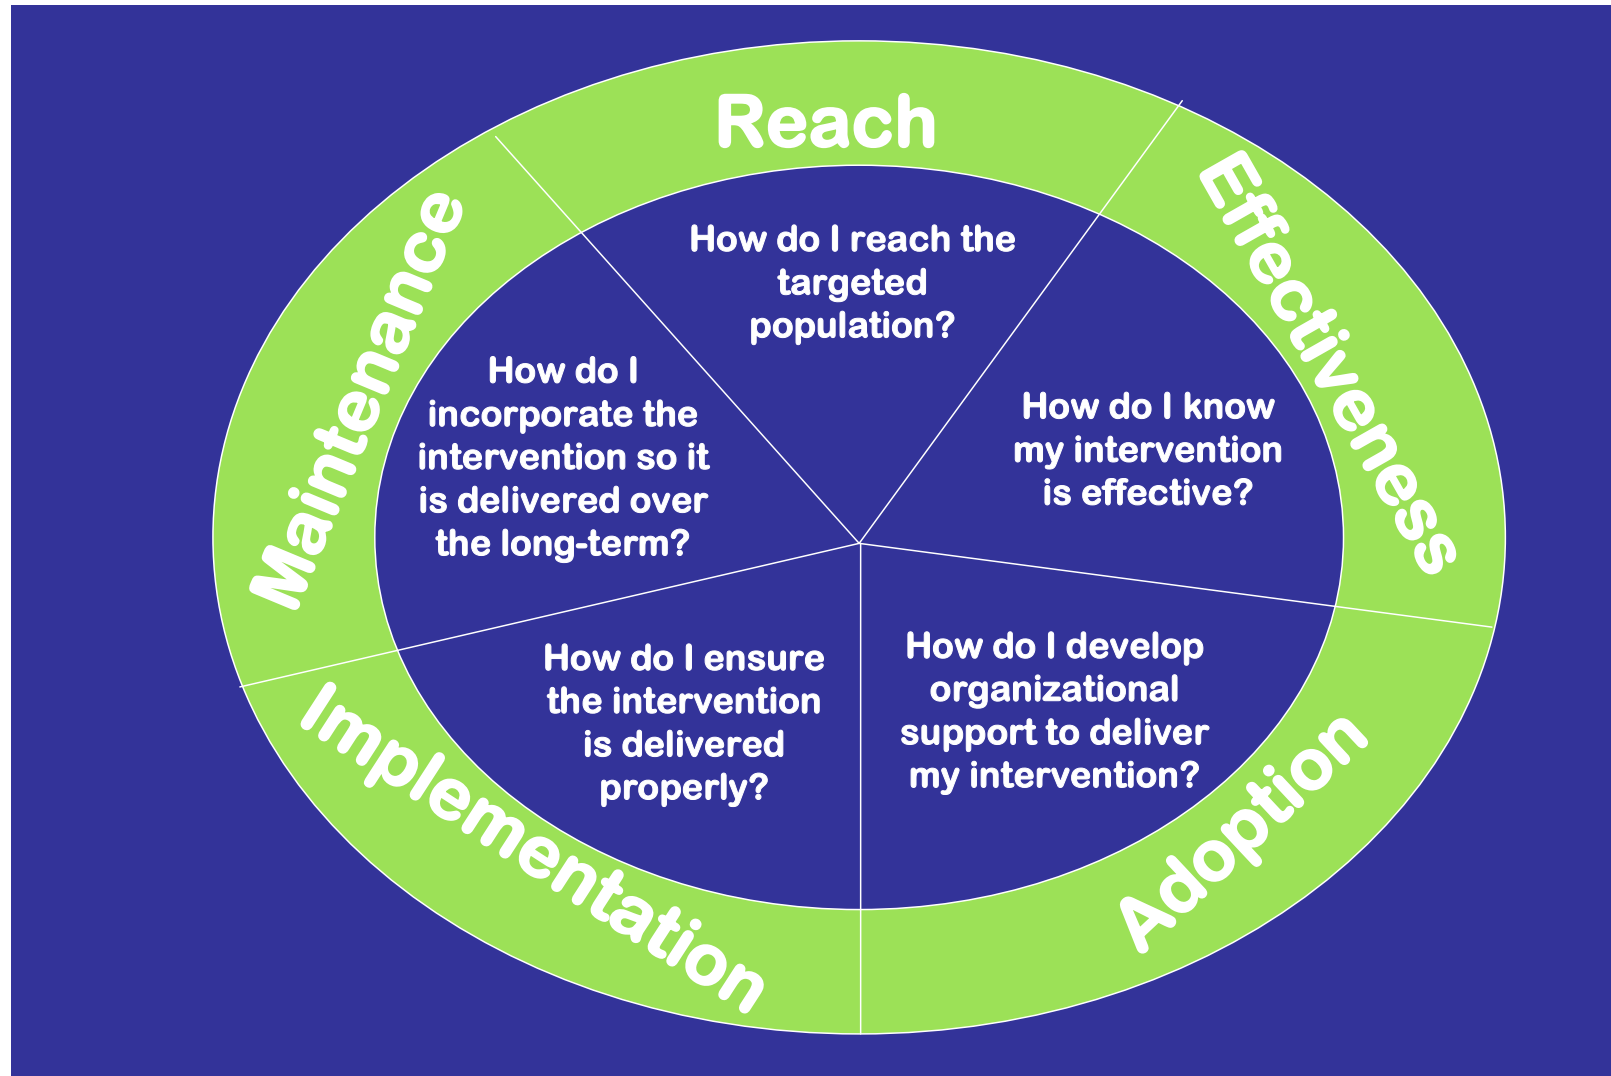 Reach
How do I reach the
targeted
population?
Effectiveness
How do I know
my intervention
is effective?
Adoption
How do I develop
organizational
support to deliver
my intervention?
Implementation
How do I ensure
the intervention
is delivered
properly?
Maintenance
How do I
incorporate the
intervention so it
is delivered over
the long-term?